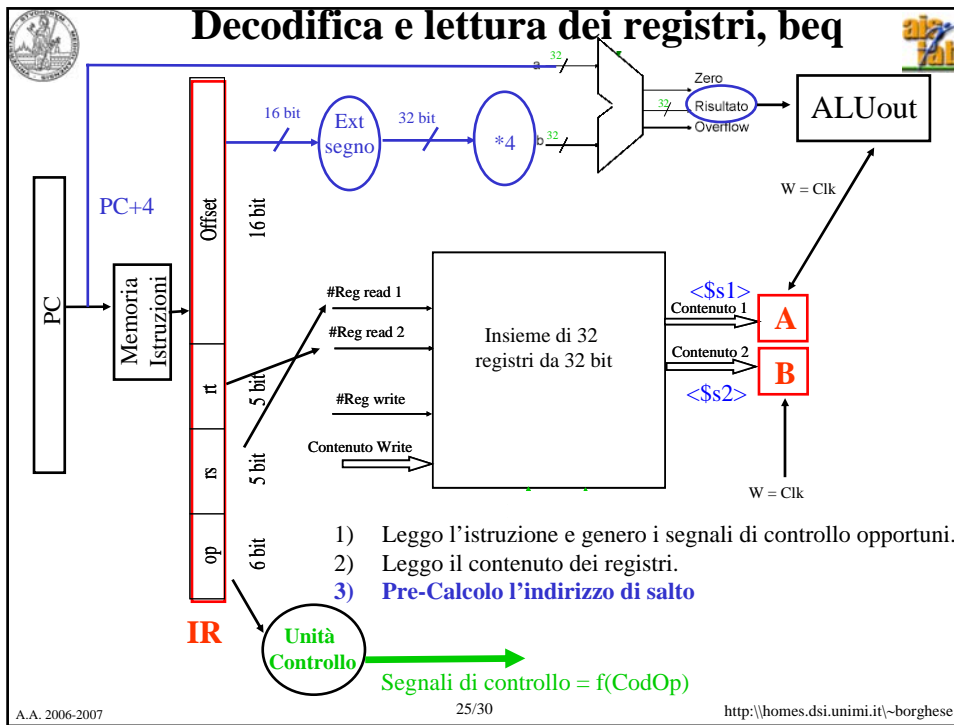 Decodifica e lettura dei registri, beq
a
32
Zero
16 bit
Ext
segno
32 bit
*4
b
32
32
Risultato
Overflow
ALUout
W = Clk
PC+4
PC
Memoria
Istruzioni
Offset
16 bit
rt
5 bit
rs
5 bit
op
6 bit
IR
#Reg read 1
#Reg read 2
#Reg write
Contenuto Write
Insieme di 32
registri da 32 bit
<$s1>
Contenuto 1
A
Contenuto 2
B
<$s2>
W = Clk
1) Leggo l’istruzione e genero i segnali di controllo opportuni.
2) Leggo il contenuto dei registri.
3) Pre-Calcolo l’indirizzo di salto
Unità
Controllo
Segnali di controllo = f(CodOp)
A.A. 2006-2007
25/30
http:\\homes.dsi.unimi.it\~borghese